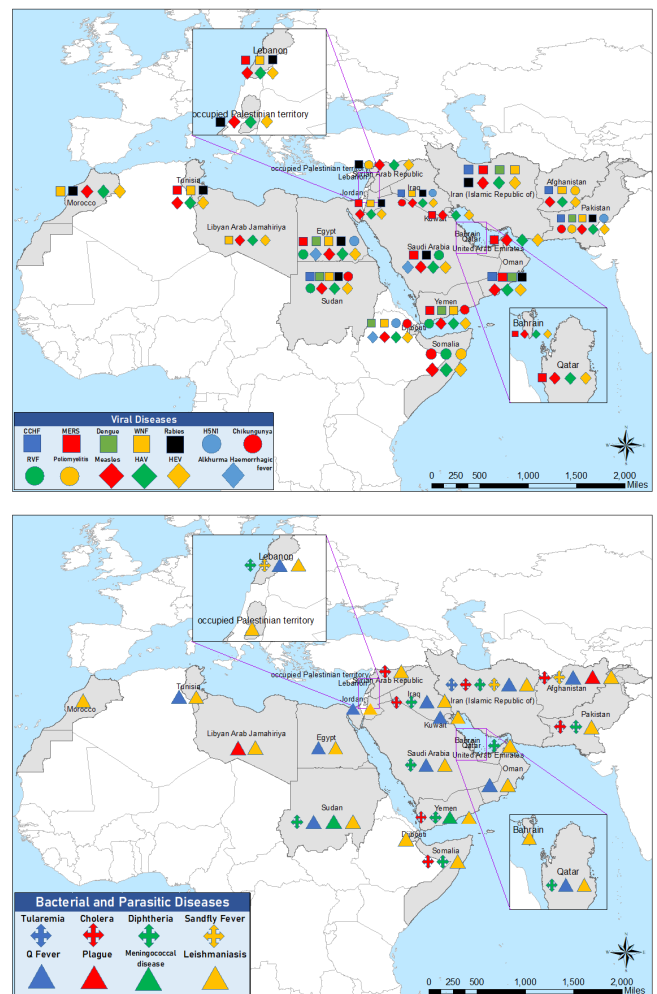 Lebanon
occupied Palestinian territory
Tunisia
Morocco
occupied Palestinian territory
Syrian Arab Republic
Lebanon
Jordan
Iraq
Iran (Islamic Republic of)
Afghanistan
Pakistan
Kuwait
Libyan Arab Jamahiriya
Egypt
Saudi Arabia
Bahrain
Qatar
United Arab Emirates
Oman
Sudan
Yemen
Djibouti
Somalia
Bahrain
Qatar
Viral Diseases
CCHF MERS Dengue WNF Rabies H5N1 Chikungunya
RVF Poliomyelitis Measles HAV HEV Alkhurma Haemorrhagic
fever
0 250 500 1,000 1,500 2,000
Miles
Lebanon
occupied Palestinian territory
occupied Palestinian territory
Syrian Arab Republic
Lebanon
Tunisia
Morocco
Jordan
Iraq
Iran (Islamic Republic of)
Afghanistan
Pakistan
Kuwait
Libyan Arab Jamahiriya
Egypt
Saudi Arabia
Bahrain
Qatar
United Arab Emirates
Oman
Sudan
Yemen
Djibouti
Somalia
Bahrain
Qatar
Bacterial and Parasitic Diseases
Tularemia Cholera Diphtheria Sandfly Fever
Q Fever Plague Meningococcal Leishmaniasis
disease
0 250 500 1,000 1,500 2,000
Miles